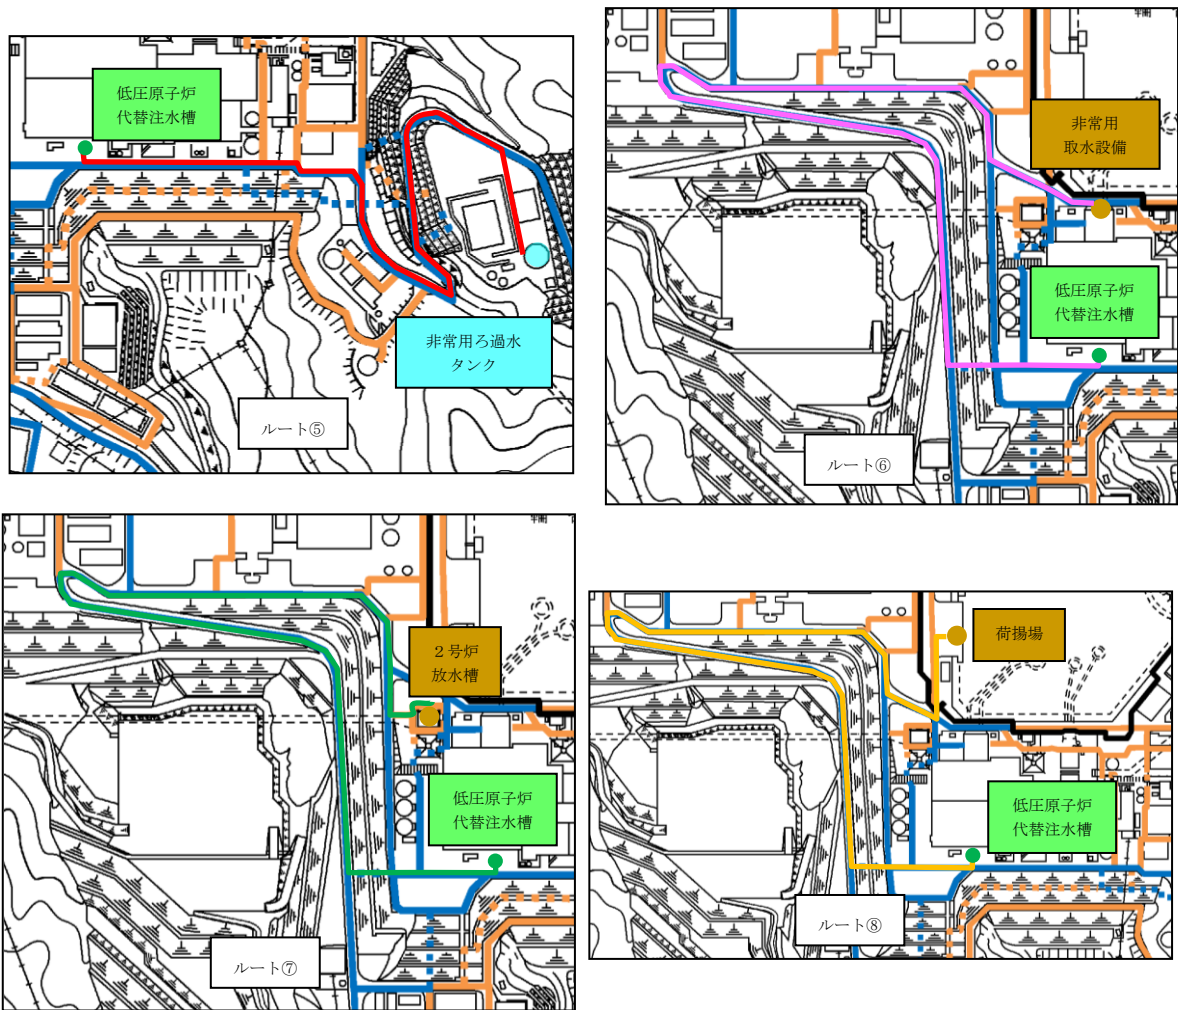 低圧原子炉
代替注水槽
非常用ろ過水
タンク
ルート⑤
非常用
取水設備
低圧原子炉
代替注水槽
ルート⑥
２号炉
放水槽
低圧原子炉
代替注水槽
ルート⑦
荷揚場
低圧原子炉
代替注水槽
ルート⑧